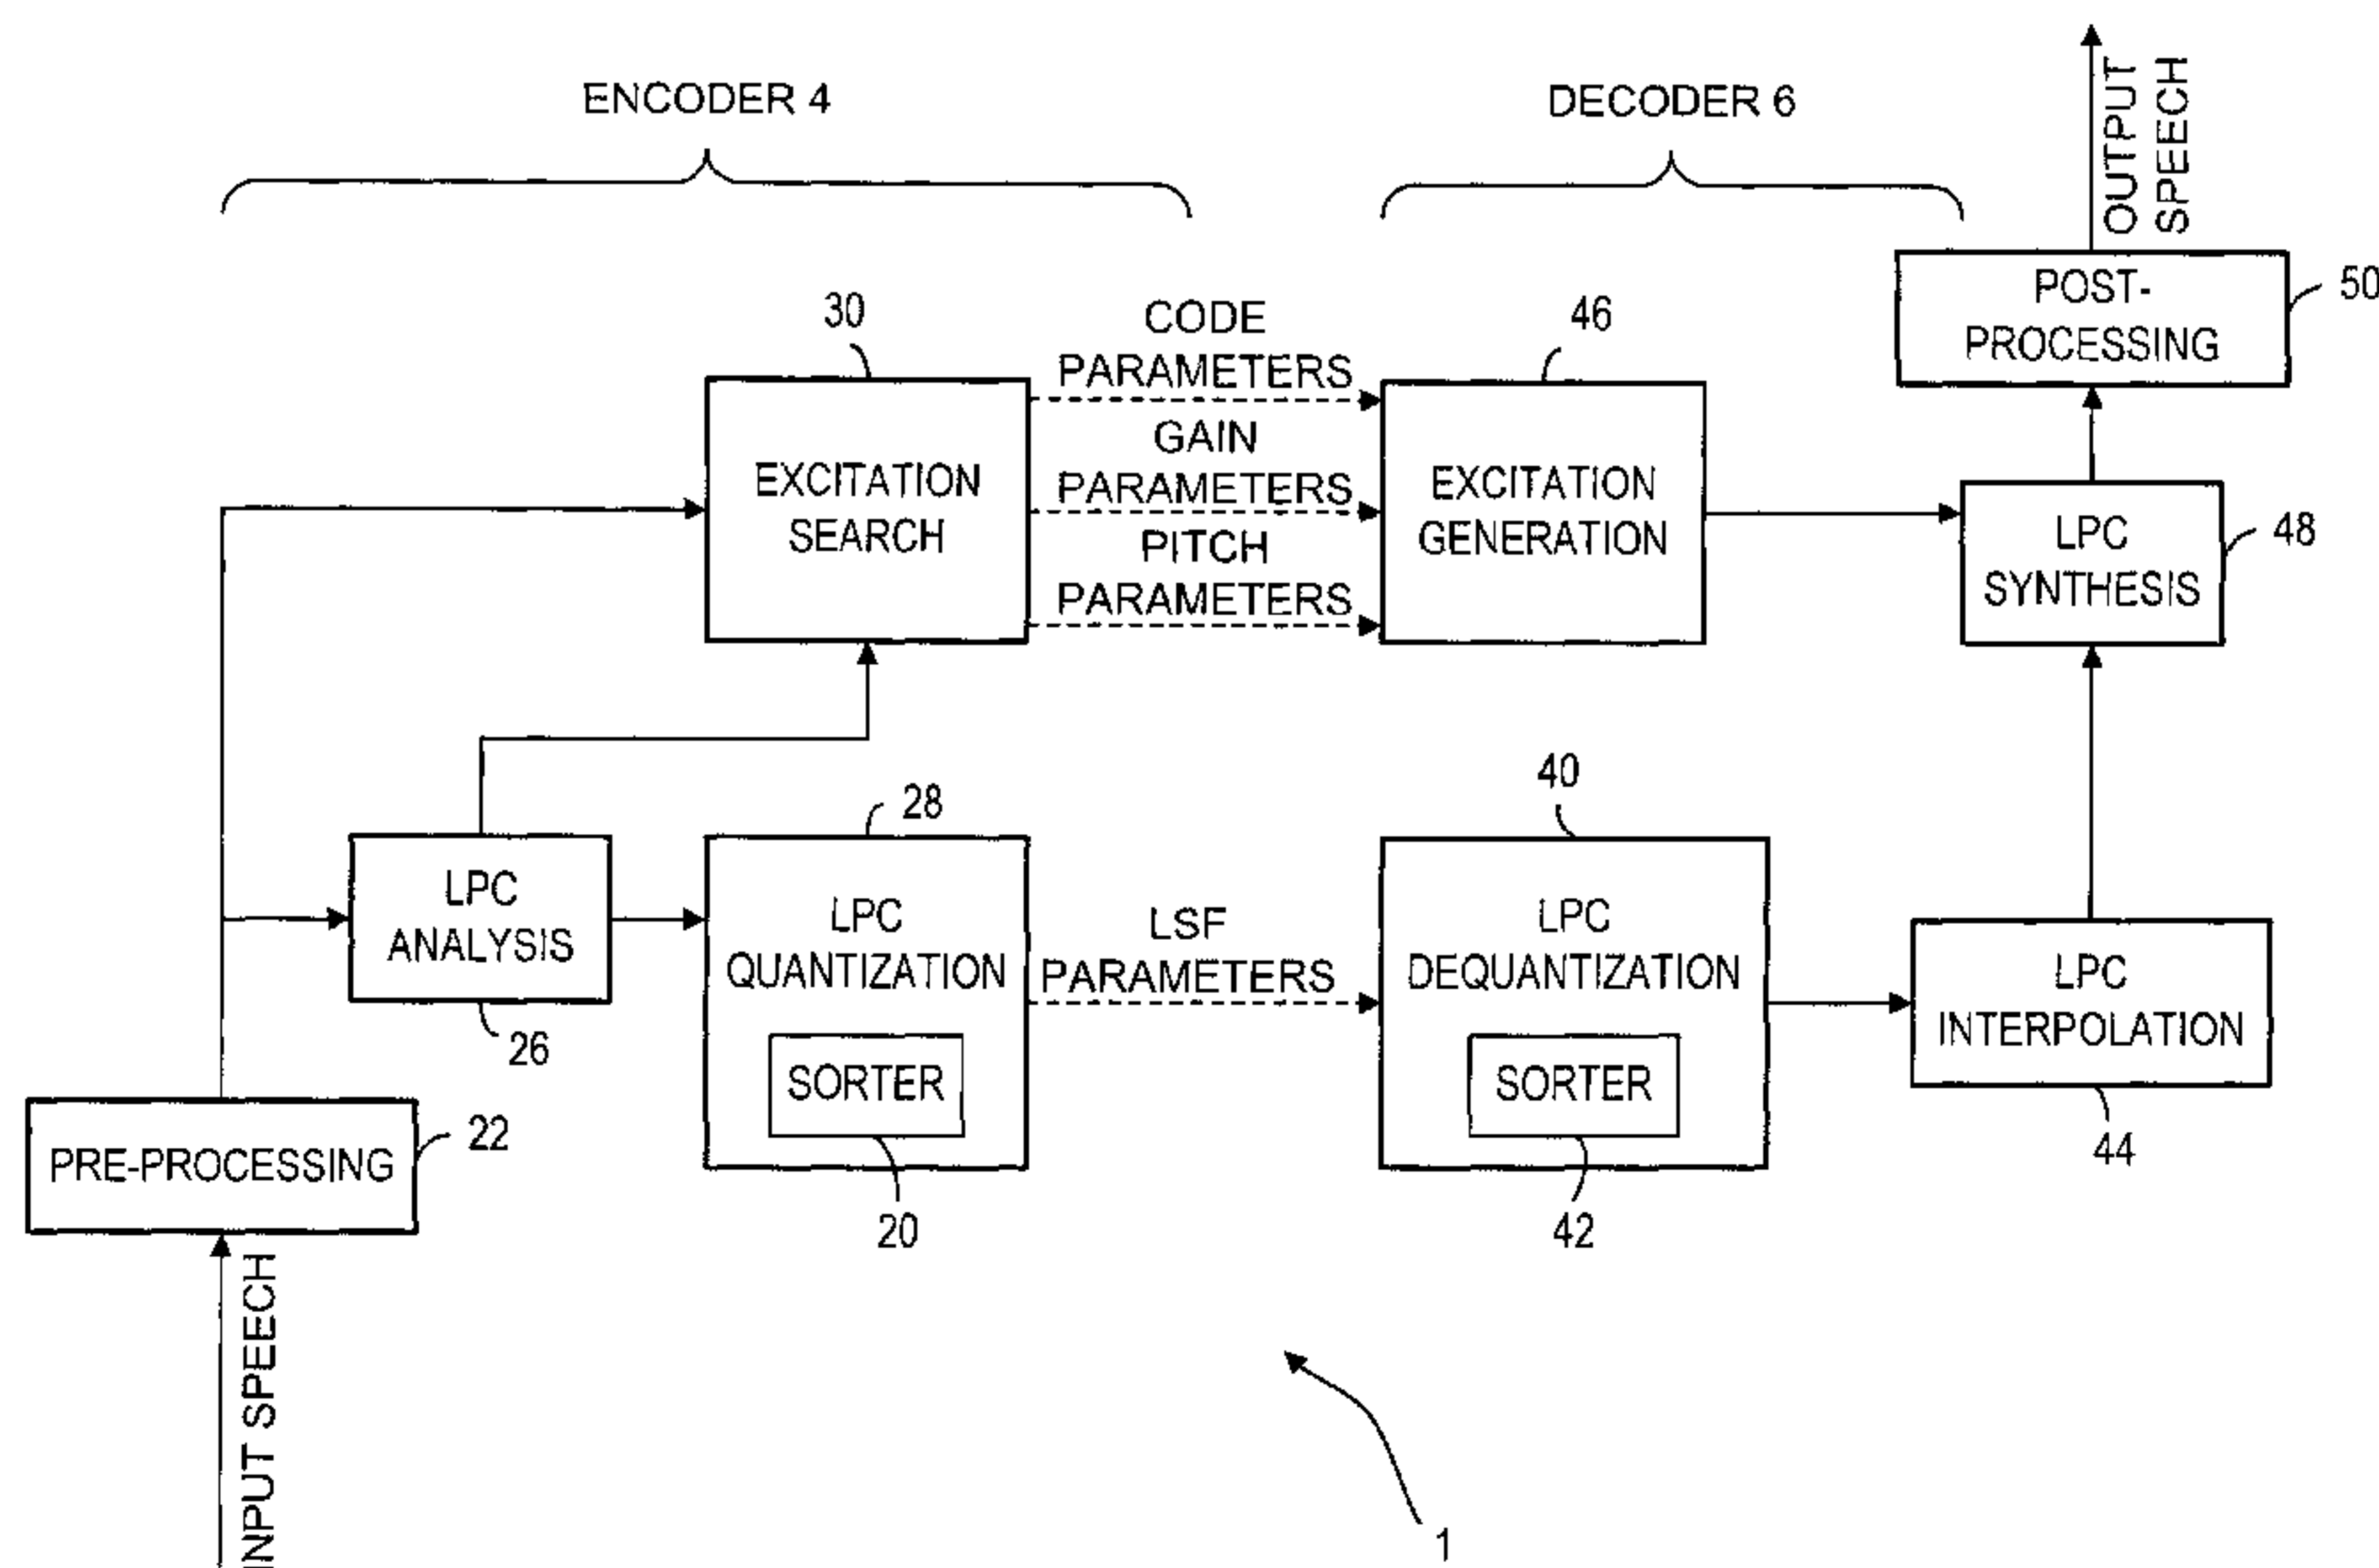 ENCODER 4
DECODER 6
OUTPUT
SPEECH
POST-
PROCESSING
50
30
CODE
PARAMETERS
46
EXCITATION
SEARCH
GAIN
PARAMETERS
EXCITATION
GENERATION
PITCH
PARAMETERS
LPC
SYNTHESIS
48
28
40
LPC
ANALYSIS
26
LPC
QUANTIZATION
LSF
PARAMETERS
LPC
DEQUANTIZATION
LPC
INTERPOLATION
44
SORTER
20
SORTER
42
PRE-PROCESSING
22
INPUT SPEECH
1